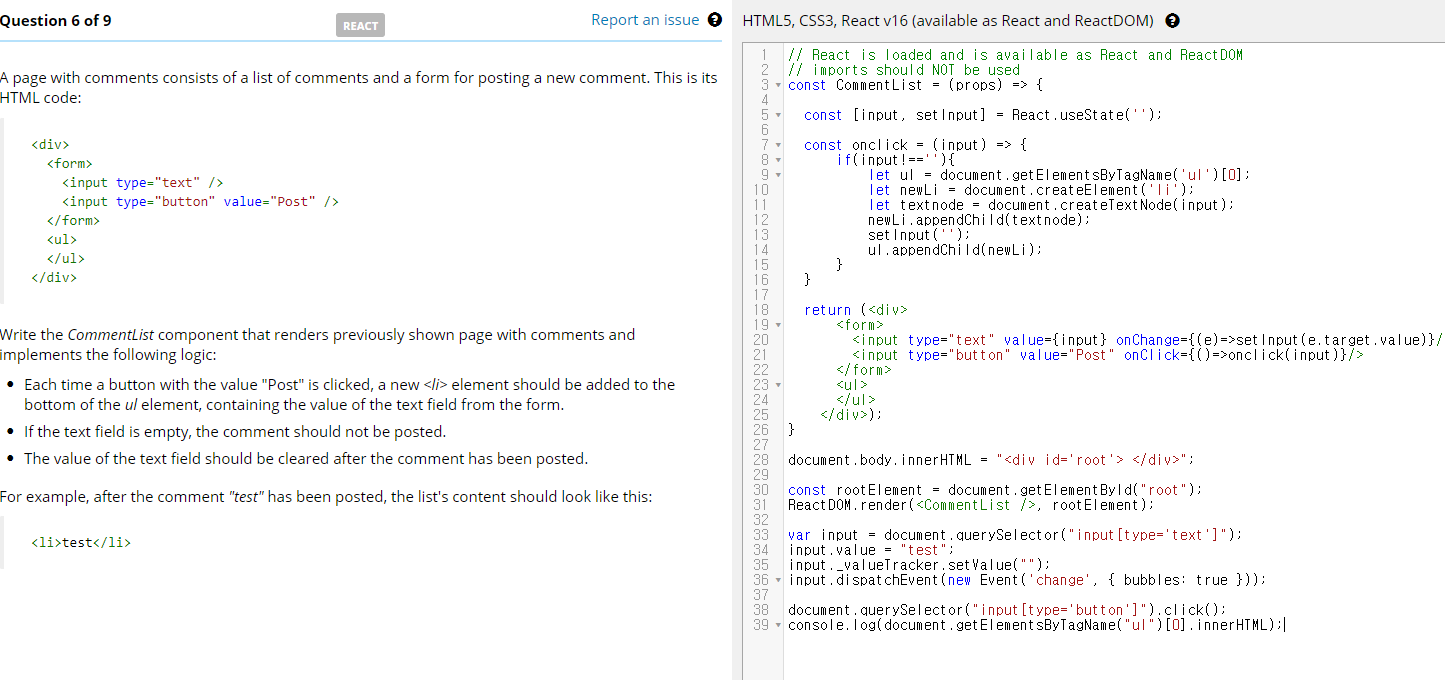 Question 6 of 9
REACT
Report an issue ?
A page with comments consists of a list of comments and a form for posting a new comment. This is its
HTML code:
<div>
<form>
<input type="text" />
<input type="button" value="Post" />
</form>
<ul>
</ul>
</div>
Write the CommentList component that renders previously shown page with comments and
implements the following logic:
• Each time a button with the value "Post" is clicked, a new <li> element should be added to the
bottom of the ul element, containing the value of the text field from the form.
• If the text field is empty, the comment should not be posted.
• The value of the text field should be cleared after the comment has been posted.
For example, after the comment "test" has been posted, the list's content should look like this:
<li>test</li>
HTML5, CSS3, React v16 (available as React and ReactDOM) ?
1 // React is loaded and is available as React and ReactDOM
2 // imports should NOT be used
3 const CommentList = (props) => {
4
5 const [input, setInput] = React.useState('');
6
7 const onclick = (input) => {
8 if(input!==''){
9 let ul = document.getElementsByTagName('ul')[0];
10 let newLi = document.createElement('li');
11 let textnode = document.createTextNode(input);
12 newLi.appendChild(textnode);
13 setInput('');
14 ul.appendChild(newLi);
15 }
16 }
17
18 return (<div>
19 <form>
20 <input type="text" value={input} onChange={(e)=>setInput(e.target.value)}/
21 <input type="button" value="Post" onClick={()=>onclick(input)}/>
22 </form>
23 <ul>
24 </ul>
25 </div>);
26 }
27
28 document.body.innerHTML = "<div id='root'> </div>";
29
30 const rootElement = document.getElementById("root");
31 ReactDOM.render(<CommentList />, rootElement);
32
33 var input = document.querySelector("input[type='text']");
34 input.value = "test";
35 input._valueTracker.setValue("");
36 input.dispatchEvent(new Event('change', { bubbles: true }));
37
38 document.querySelector("input[type='button']").click();
39 console.log(document.getElementsByTagName("ul")[0].innerHTML);